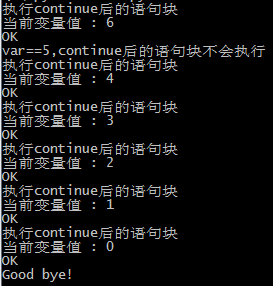 执行continue后的语句块
当前变量值 : 6
OK
var==5,continue后的语句块不会执行
执行continue后的语句块
当前变量值 : 4
OK
执行continue后的语句块
当前变量值 : 3
OK
执行continue后的语句块
当前变量值 : 2
OK
执行continue后的语句块
当前变量值 : 1
OK
执行continue后的语句块
当前变量值 : 0
OK
Good bye!